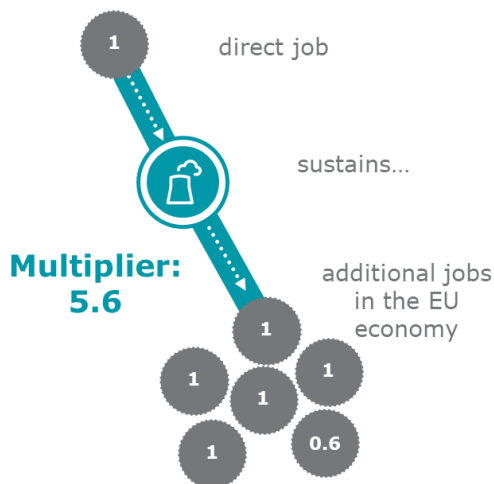 1
direct job
sustains...
Multiplier:
5.6
additional jobs
in the EU
economy
1
1
1
1
1
0.6